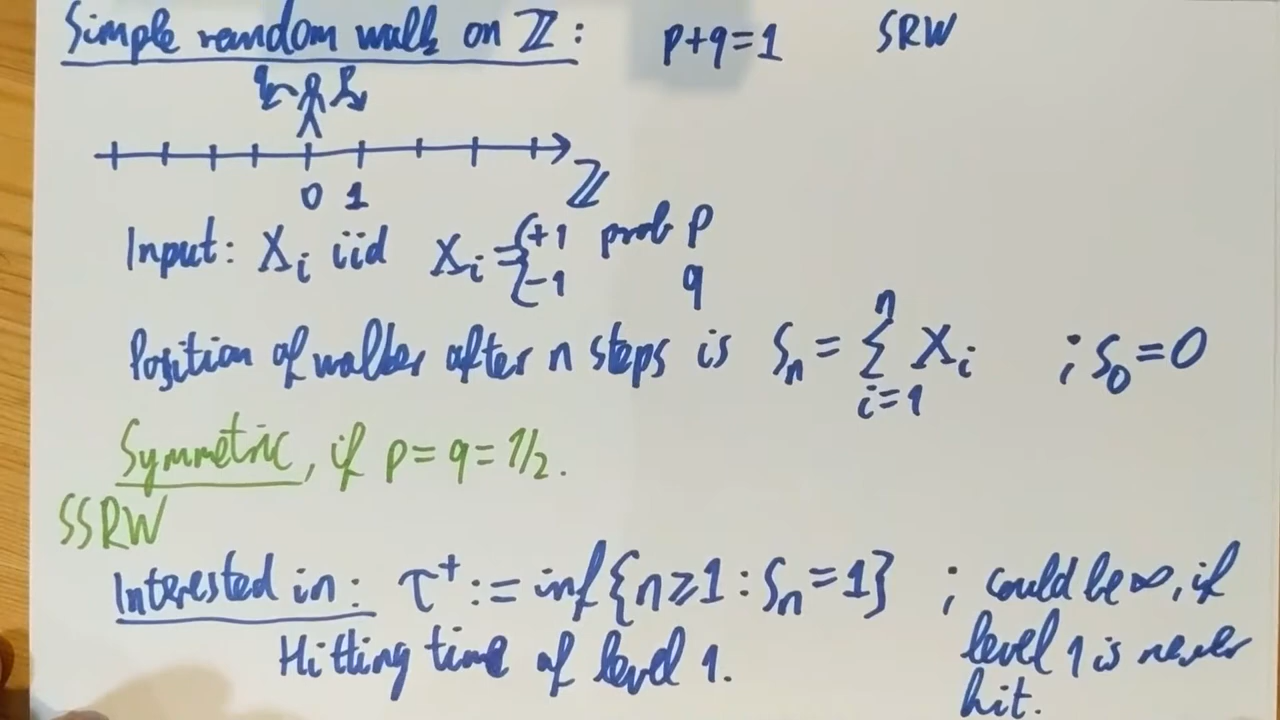 Simple random walk on ℤ: p+q=1 SRW
0 1 ℤ
Input: Xᵢ iid Xᵢ = { +1 prob p
-1 q
Position of walker after n steps is Sₙ = ∑ᵢ₌₁ⁿ Xᵢ ; S₀=0
Symmetric, if p=q=1/2.
SSRW
Interested in: τ⁺ := inf{n≥1 : Sₙ=1} ; could be ∞, if
Hitting time of level 1. level 1 is never
hit.